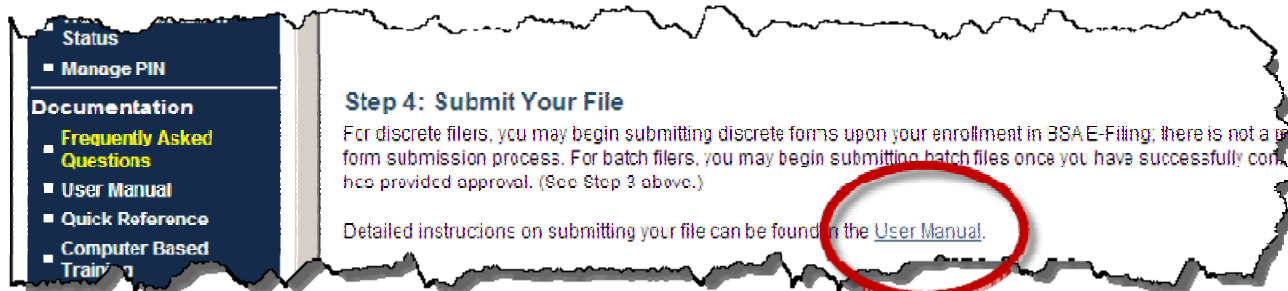 Status
Manage PIN
Documentation
Frequently Asked
Questions
User Manual
Quick Reference
Computer Based
Training
Step 4: Submit Your File
For discrete filers, you may begin submitting discrete forms upon your enrollment in BSA E-Filing; there is not a
form submission process. For batch filers, you may begin submitting batch files once you have successfully
has provided approval. (See Step 3 above.)
Detailed instructions on submitting your file can be found in the User Manual.